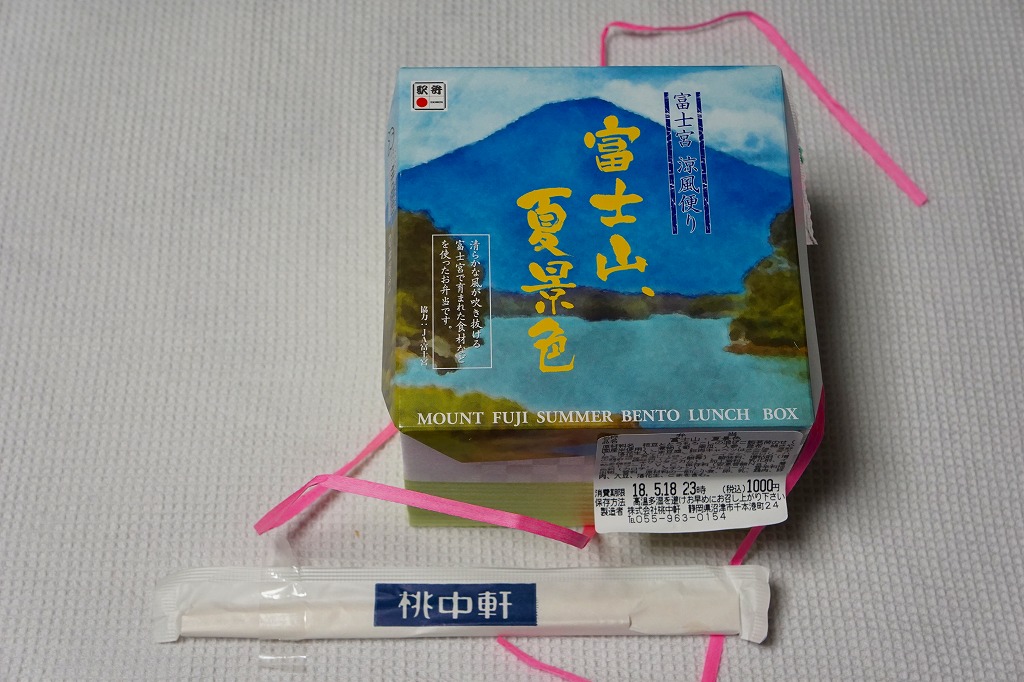 駅弁
富士宮 涼風便り
富士山、
夏景色
清らかな風が吹き抜ける
富士宮で育まれた食材など
を使ったお弁当です。
協力:JA富士宮
MOUNT FUJI SUMMER BENTO LUNCH BOX
消費期限 18.5.18 23時 (税込)1000円
保存方法 高温多湿を避けお早めにお召し上がり下さい
製造者 株式会社桃中軒 静岡県沼津市千本港町24
TEL055-963-0154
桃中軒